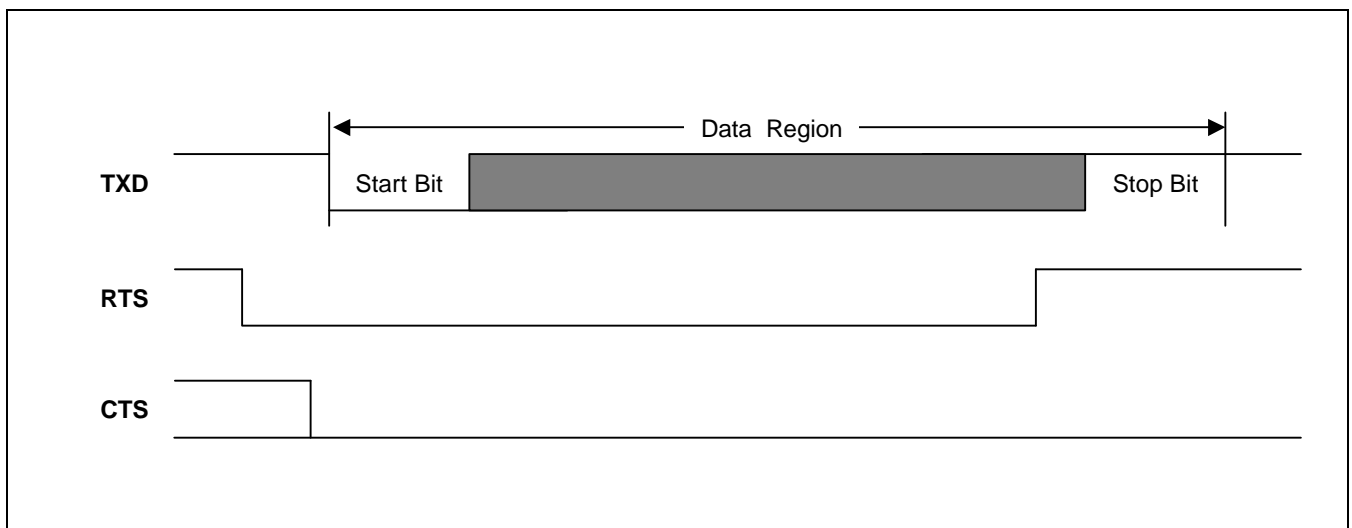 Data Region
TXD
Start Bit
Stop Bit
RTS
CTS